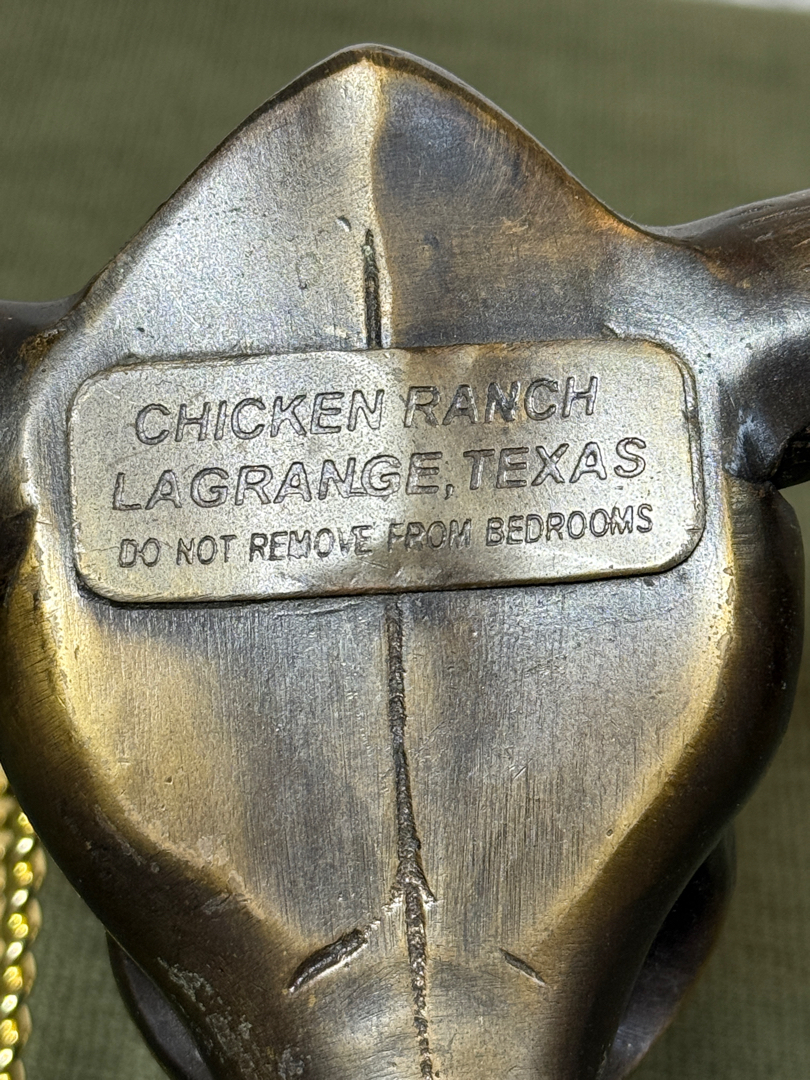 CHICKEN RANCH
LAGRANGE, TEXAS
DO NOT REMOVE FROM BEDROOMS